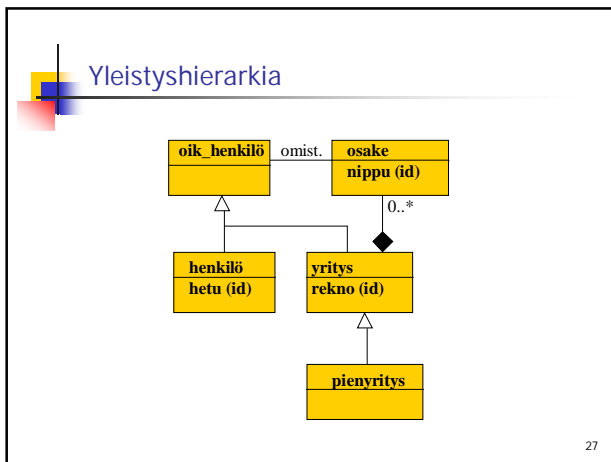 Yleistyshierarkia
oik_henkilö
omist.
osake
nippu (id)
0..*
henkilö
hetu (id)
yritys
rekno (id)
pienyritys
27